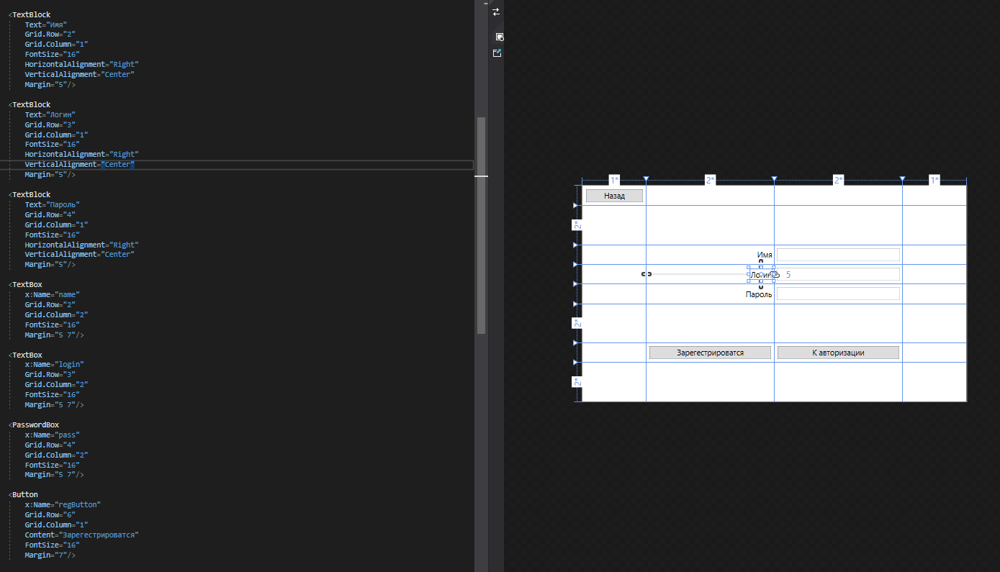 <TextBlock
Text="Имя"
Grid.Row="2"
Grid.Column="1"
FontSize="16"
HorizontalAlignment="Right"
VerticalAlignment="Center"
Margin="5"/>
<TextBlock
Text="Логин"
Grid.Row="3"
Grid.Column="1"
FontSize="16"
HorizontalAlignment="Right"
VerticalAlignment="Center"
Margin="5"/>
<TextBlock
Text="Пароль"
Grid.Row="4"
Grid.Column="1"
FontSize="16"
HorizontalAlignment="Right"
VerticalAlignment="Center"
Margin="5"/>
<TextBox
x:Name="name"
Grid.Row="2"
Grid.Column="2"
FontSize="16"
Margin="5 7"/>
<TextBox
x:Name="login"
Grid.Row="3"
Grid.Column="2"
FontSize="16"
Margin="5 7"/>
<PasswordBox
x:Name="pass"
Grid.Row="4"
Grid.Column="2"
FontSize="16"
Margin="5 7"/>
<Button
x:Name="regButton"
Grid.Row="6"
Grid.Column="1"
Content="Зарегестрироватся"
FontSize="16"
Margin="7"/>
1* 2* 2* 1*
Назад
2*
Имя
Логин 5
Пароль
2*
Зарегестрироватся К авторизации
2*